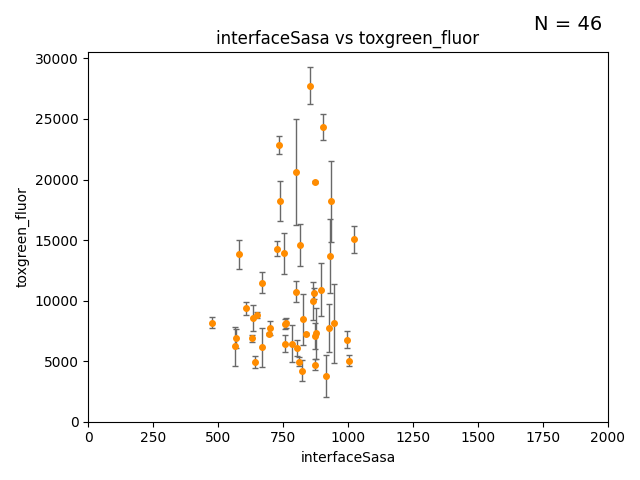 N = 46
interfaceSasa vs toxgreen_fluor
toxgreen_fluor
30000
25000
20000
15000
10000
5000
0
0 250 500 750 1000 1250 1500 1750 2000
interfaceSasa